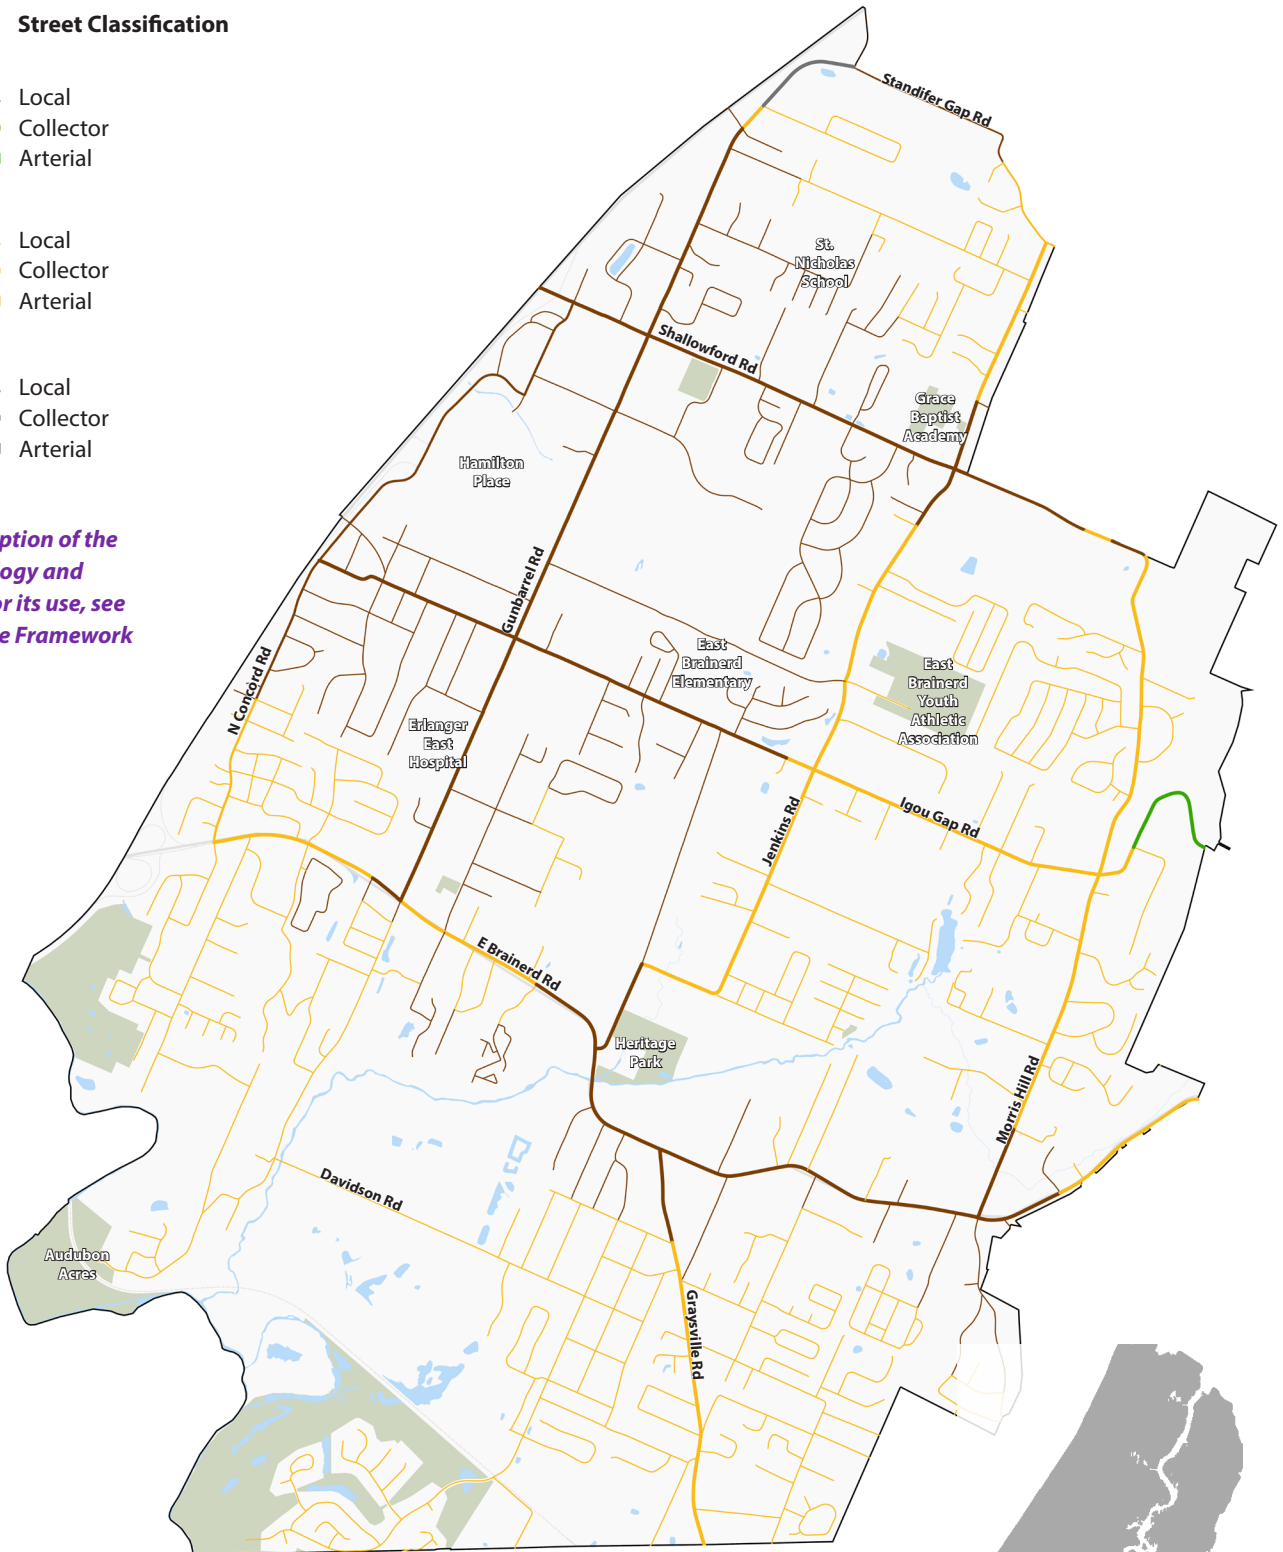 Street Classification
Local
Collector
Arterial
Local
Collector
Arterial
Local
Collector
Arterial
ption of the
ogy and
or its use, see
e Framework
Standifer Gap Rd
St.
Nicholas
School
Shallowford Rd
Grace
Baptist
Academy
Hamilton
Place
Gunbarrel Rd
N Concord Rd
East
Brainerd
Elementary
East
Brainerd
Youth
Athletic
Association
Erlanger
East
Hospital
Jenkins Rd
Igou Gap Rd
E Brainerd Rd
Heritage
Park
Morris Hill Rd
Davidson Rd
Audubon
Acres
Graysville Rd